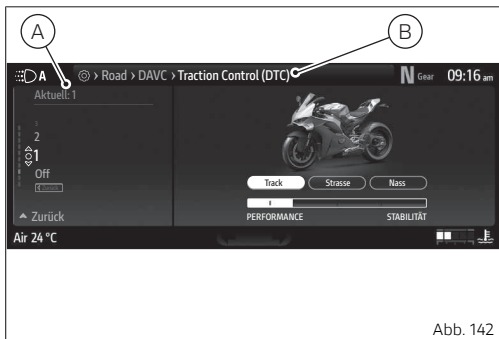 A
B
A
Road > DAVC > Traction Control (DTC)
N Gear
09:16 am
Aktuell: 1
2
1
Off
Zurück
Zurück
Track
Strasse
Nass
PERFORMANCE
STABILITÄT
Air 24 °C
Abb. 142